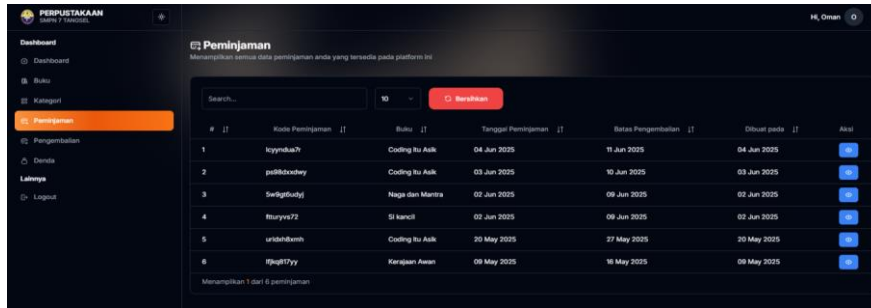 PERPUSTAKAAN
SMPN 7 TANGSEL
Hi, Oman O
Dashboard
Dashboard
Buku
Kategori
Peminjaman
Pengembalian
Denda
Lainnya
Logout
Peminjaman
Menampilkan semua data peminjaman anda yang tersedia pada platform ini
Search... 10 Bersihkan
# Kode Peminjaman Buku Tanggal Peminjaman Batas Pengembalian Dibuat pada Aksi
1 Coding Itu Asik 04 Jun 2025 11 Jun 2025 04 Jun 2025
2 ps98dxxdwy Coding Itu Asik 03 Jun 2025 10 Jun 2025 03 Jun 2025
3 5w9gt6udyj Naga dan Mantra 02 Jun 2025 09 Jun 2025 02 Jun 2025
4 Si kancil 02 Jun 2025 09 Jun 2025 02 Jun 2025
5 Coding Itu Asik 20 May 2025 27 May 2025 20 May 2025
6 Kerajaan Awan 09 May 2025 16 May 2025 09 May 2025
Menampilkan 1 dari 6 peminjaman